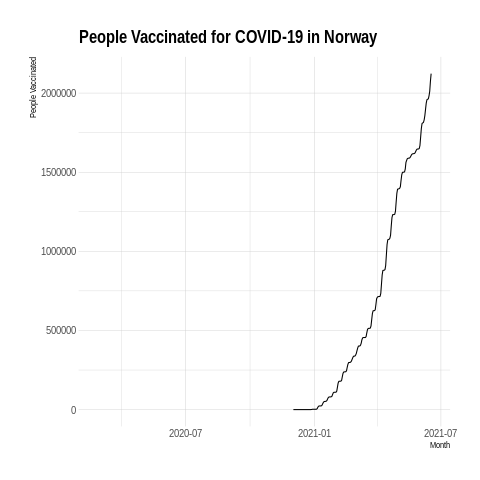 People Vaccinated for COVID-19 in Norway
People Vaccinated
2000000
1500000
1000000
500000
0
2020-07
2021-01
2021-07
Month